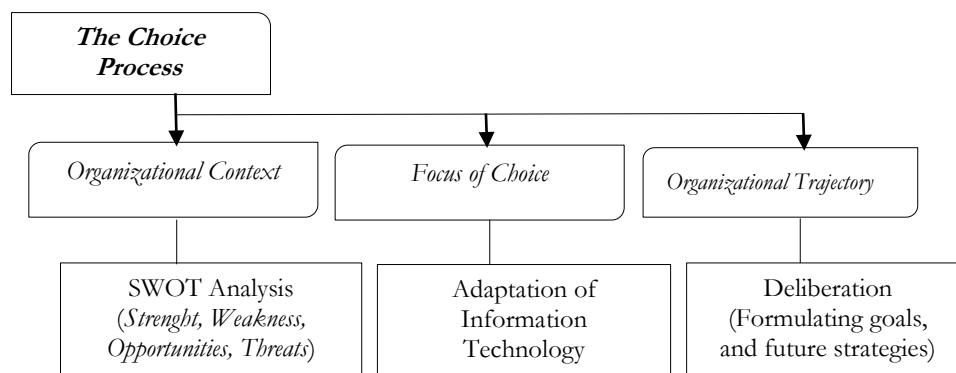 The Choice
Process
Organizational Context
Focus of Choice
Organizational Trajectory
SWOT Analysis
(Strenght, Weakness,
Opportunities, Threats)
Adaptation of
Information
Technology
Deliberation
(Formulating goals,
and future strategies)